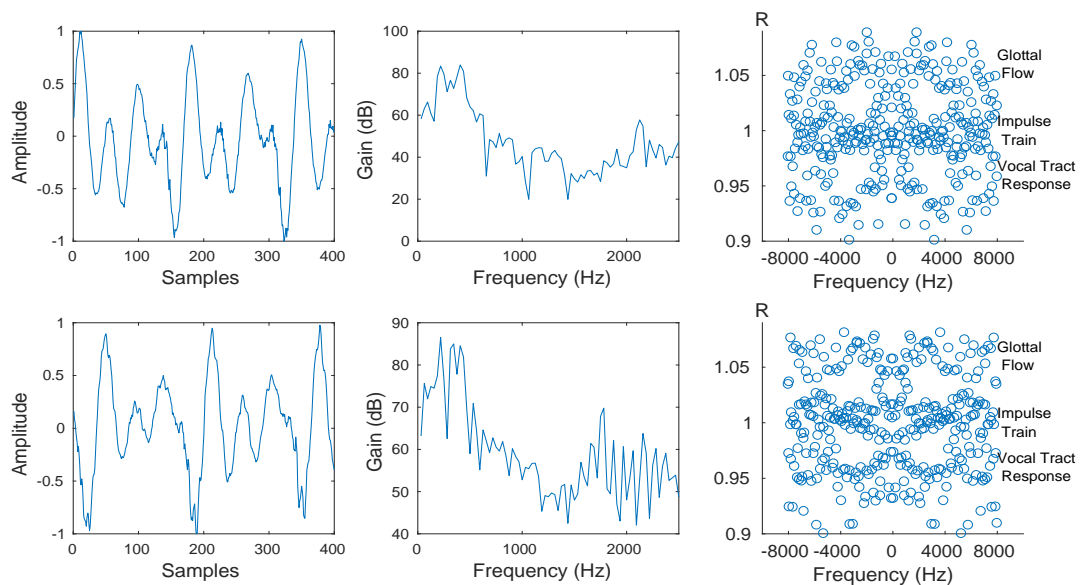 1
0.5
0
-0.5
-1
0 100 200 300 400
Amplitude
Samples
100
80
60
40
20
0
0 1000 2000
Gain (dB)
Frequency (Hz)
R
1.05
1
0.95
0.9
-8000 -4000 0 4000 8000
Frequency (Hz)
Glottal
Flow
Impulse
Train
Vocal Tract
Response
1
0.5
0
-0.5
-1
0 100 200 300 400
Amplitude
Samples
90
80
70
60
50
40
0 1000 2000
Gain (dB)
Frequency (Hz)
R
1.05
1
0.95
0.9
-8000 -4000 0 4000 8000
Frequency (Hz)
Glottal
Flow
Impulse
Train
Vocal Tract
Response